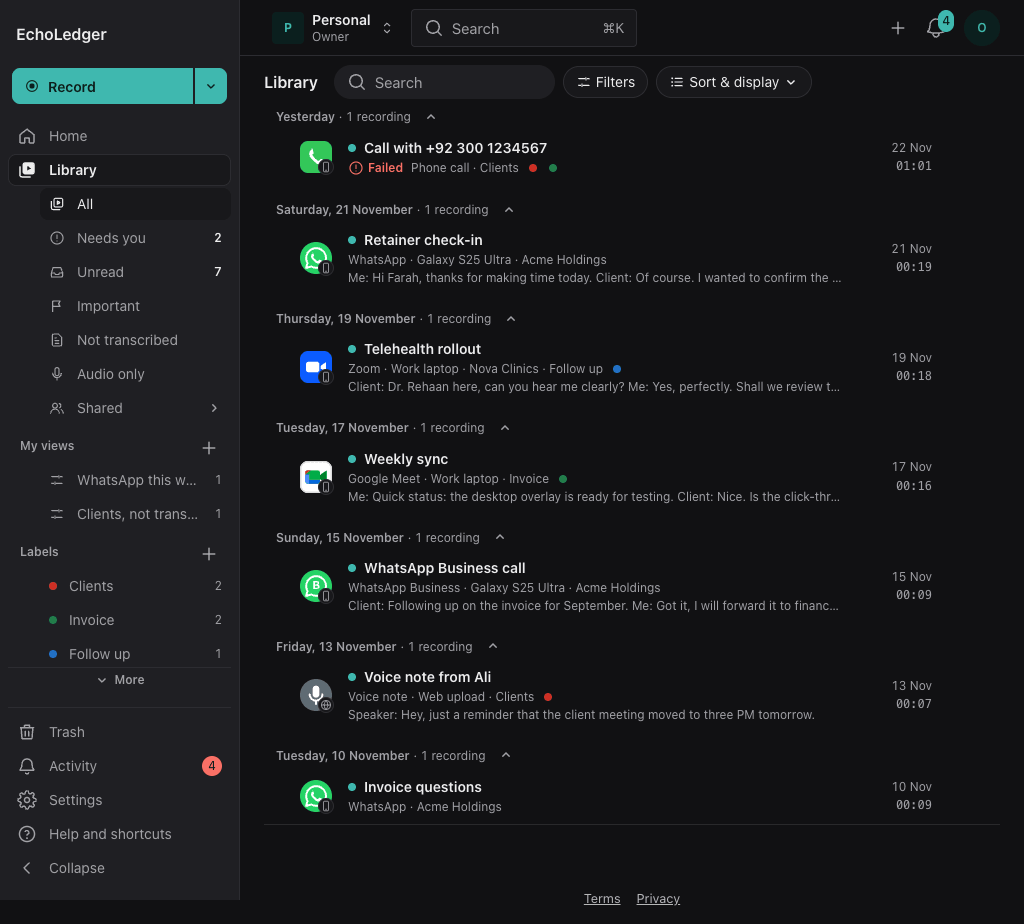 EchoLedger
Record
Home
Library
All
Needs you 2
Unread 7
Important
Not transcribed
Audio only
Shared
My views
WhatsApp this w... 1
Clients, not trans... 1
Labels
Clients 2
Invoice 2
Follow up 1
More
Trash
Activity 4
Settings
Help and shortcuts
Collapse
P Personal
Owner
Search ⌘K
4
O
Library Search Filters Sort & display
Yesterday · 1 recording
Call with +92 300 1234567 22 Nov
Failed Phone call · Clients 01:01
Saturday, 21 November · 1 recording
Retainer check-in 21 Nov
WhatsApp · Galaxy S25 Ultra · Acme Holdings 00:19
Me: Hi Farah, thanks for making time today. Client: Of course. I wanted to confirm the ...
Thursday, 19 November · 1 recording
Telehealth rollout 19 Nov
Zoom · Work laptop · Nova Clinics · Follow up 00:18
Client: Dr. Rehaan here, can you hear me clearly? Me: Yes, perfectly. Shall we review t...
Tuesday, 17 November · 1 recording
Weekly sync 17 Nov
Google Meet · Work laptop · Invoice 00:16
Me: Quick status: the desktop overlay is ready for testing. Client: Nice. Is the click-thr...
Sunday, 15 November · 1 recording
WhatsApp Business call 15 Nov
WhatsApp Business · Galaxy S25 Ultra · Acme Holdings 00:09
Client: Following up on the invoice for September. Me: Got it, I will forward it to financ...
Friday, 13 November · 1 recording
Voice note from Ali 13 Nov
Voice note · Web upload · Clients 00:07
Speaker: Hey, just a reminder that the client meeting moved to three PM tomorrow.
Tuesday, 10 November · 1 recording
Invoice questions 10 Nov
WhatsApp · Acme Holdings 00:09
Terms Privacy